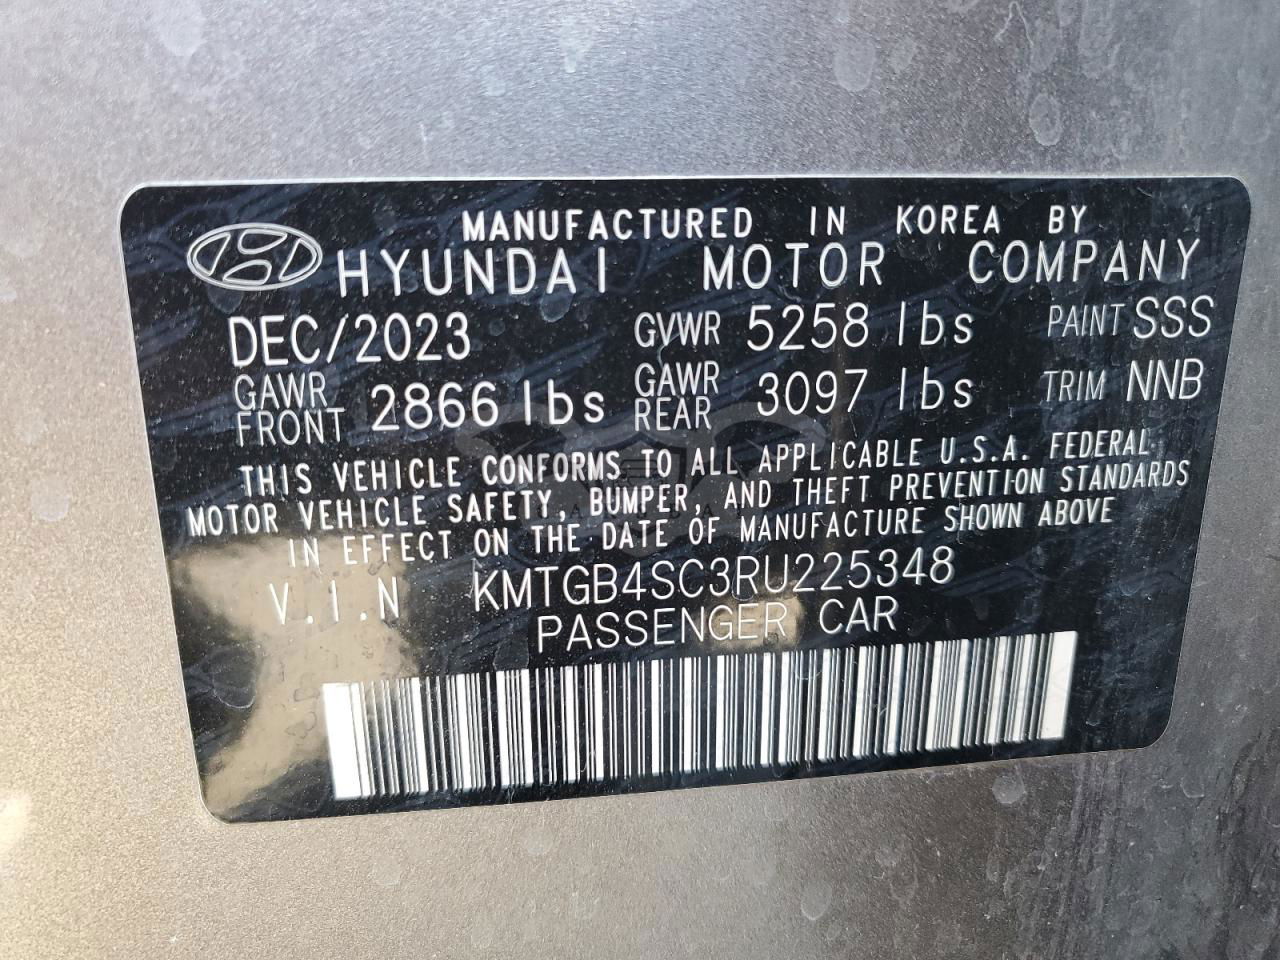 MANUFACTURED IN KOREA BY
HYUNDAI MOTOR COMPANY
DEC/2023 GVWR 5258 lbs PAINT SSS
GAWR FRONT 2866 lbs GAWR REAR 3097 lbs TRIM NNB
THIS VEHICLE CONFORMS TO ALL APPLICABLE U.S.A. FEDERAL
MOTOR VEHICLE SAFETY, BUMPER, AND THEFT PREVENTION STANDARDS
IN EFFECT ON THE DATE OF MANUFACTURE SHOWN ABOVE
V.I.N KMTGB4SC3RU225348
PASSENGER CAR